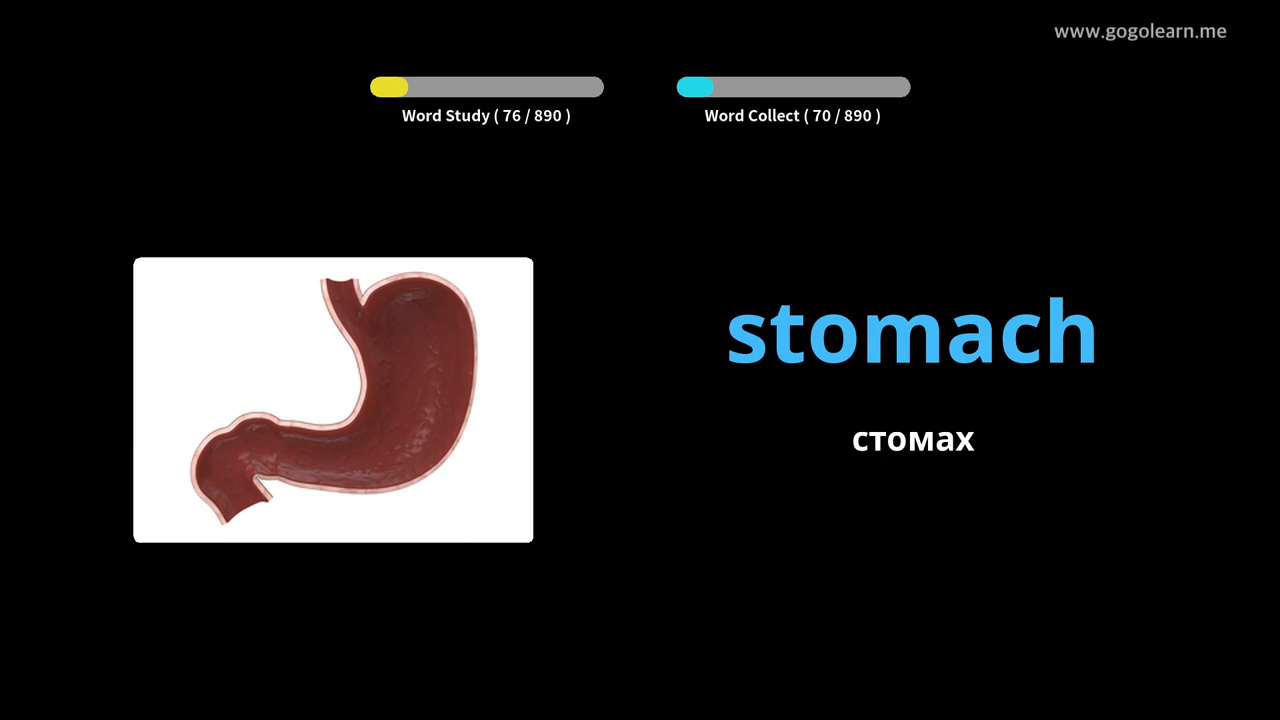 www.gogolearn.me
Word Study ( 76 / 890 )
Word Collect ( 70 / 890 )
stomach
стомах